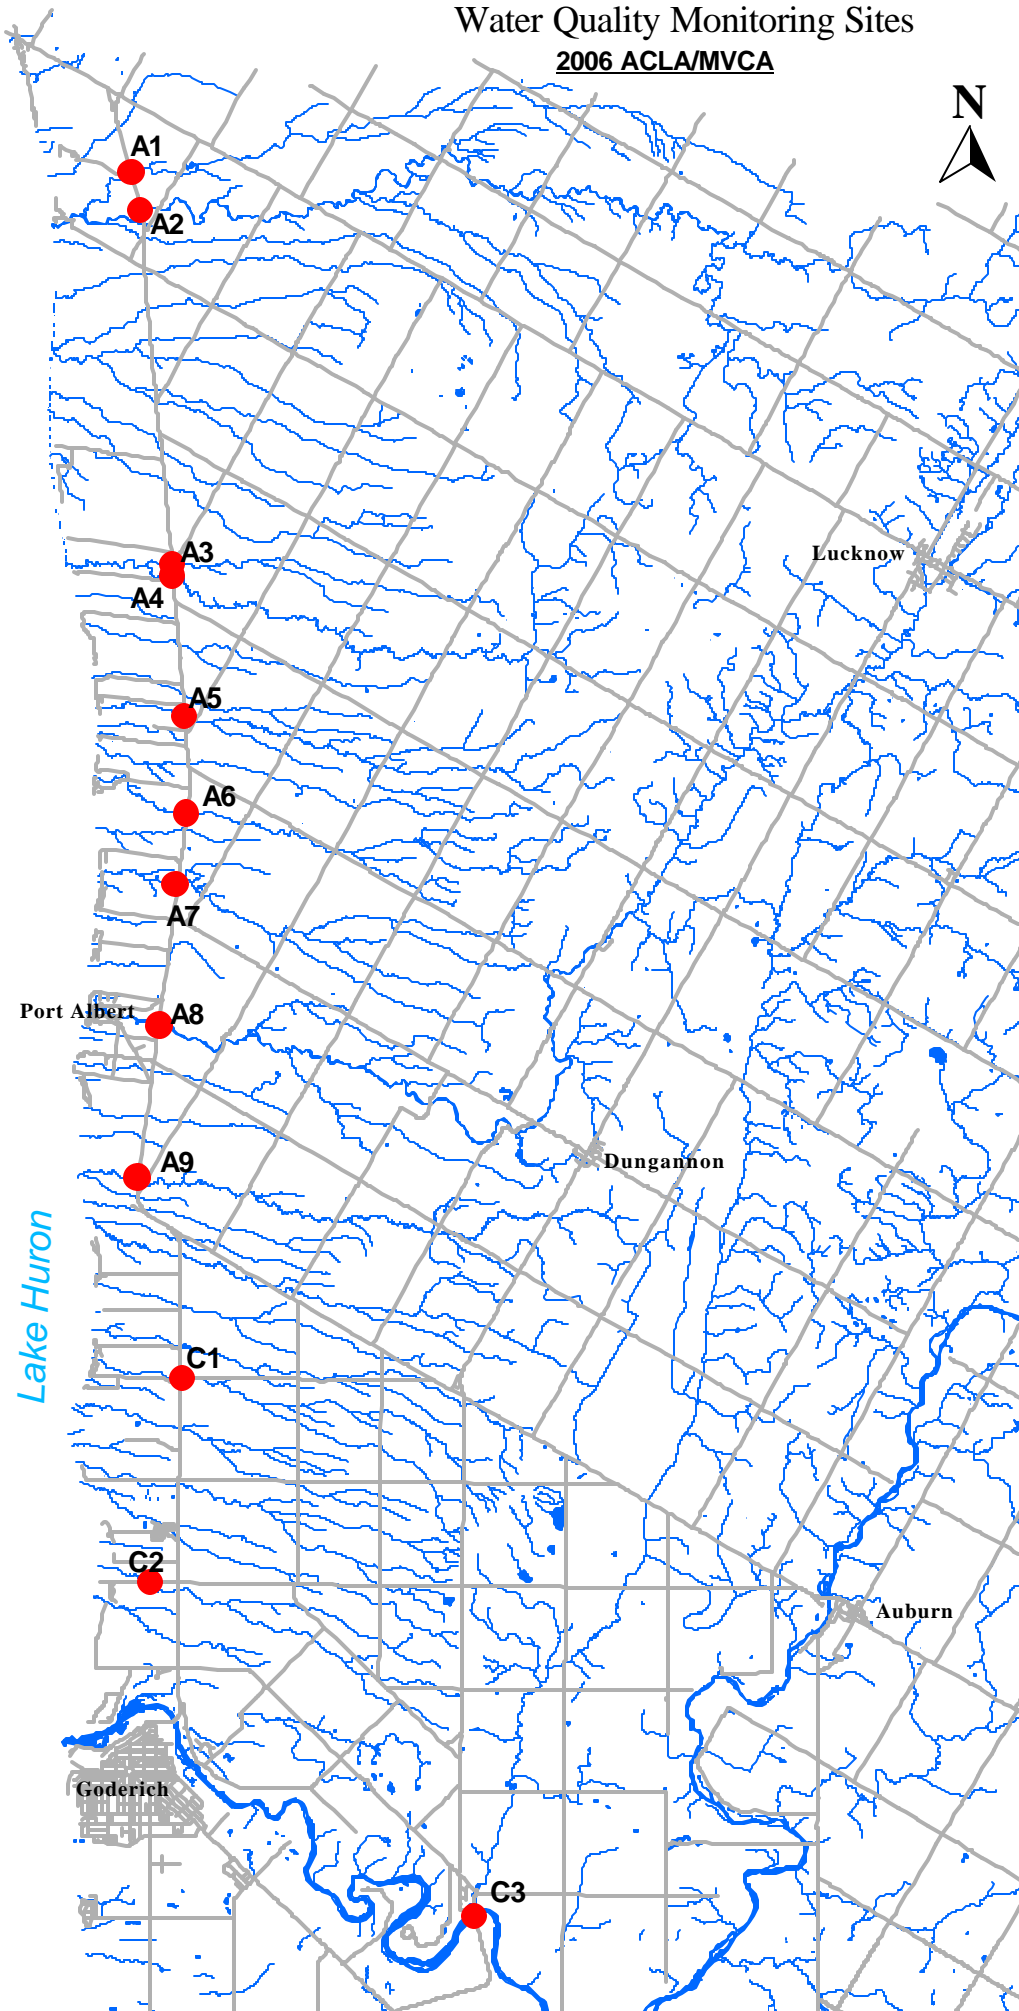 Water Quality Monitoring Sites
2006 ACLA/MVCA
N
A1
A2
A3
Lucknow
A4
A5
A6
A7
Port Albert
A8
Dungannon
A9
Lake Huron
C1
C2
Auburn
Goderich
C3